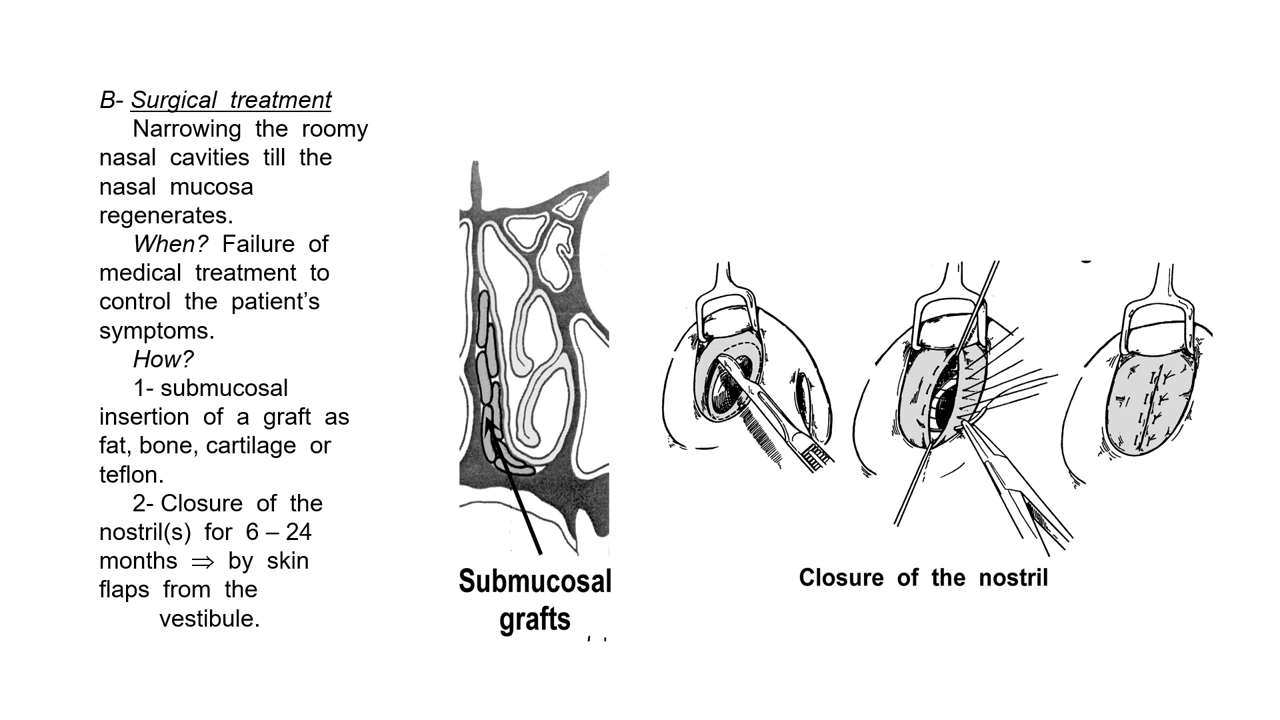 B- Surgical treatment
Narrowing the roomy
nasal cavities till the
nasal mucosa
regenerates.
When? Failure of
medical treatment to
control the patient's
symptoms.
How?
1- submucosal
insertion of a graft as
fat, bone, cartilage or
teflon.
2- Closure of the
nostril(s) for 6 – 24
months ⇒ by skin
flaps from the
vestibule.
Submucosal
grafts
Closure of the nostril